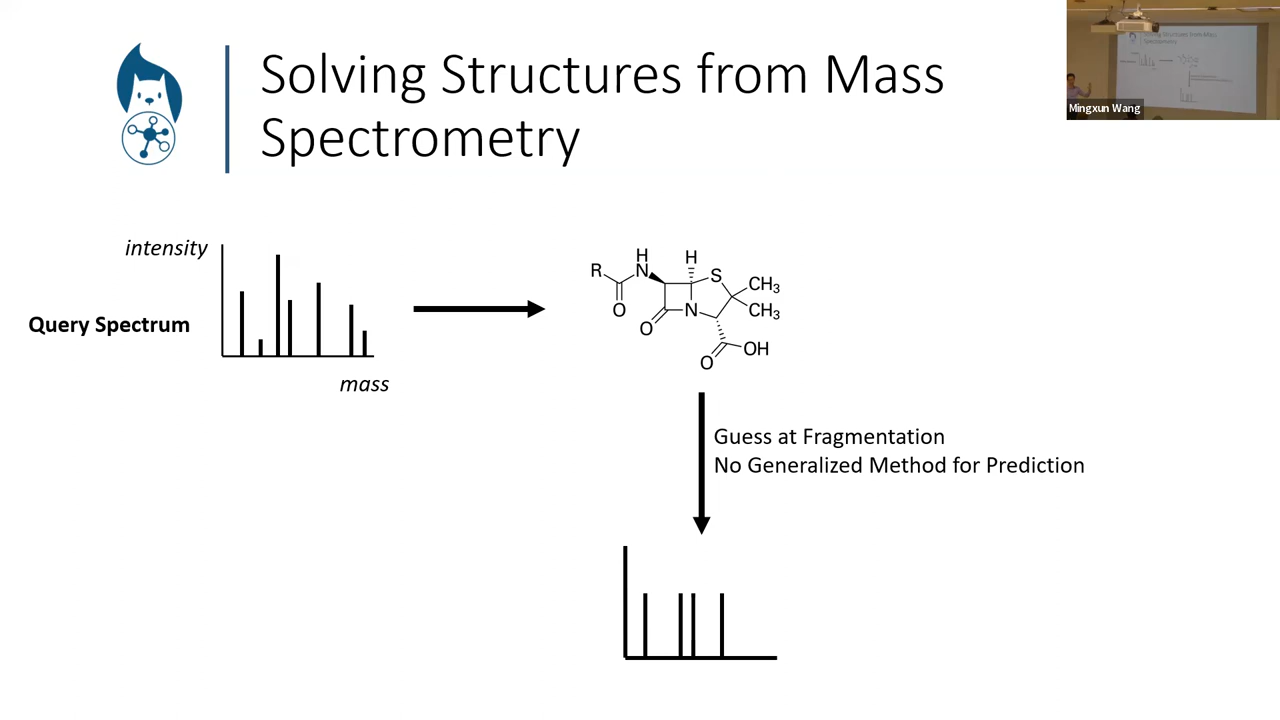 Solving Structures from Mass
Spectrometry
Mingxun Wang
intensity
Query Spectrum
mass
H
H
R
N
S
CH3
CH3
O
N
O
OH
O
Guess at Fragmentation
No Generalized Method for Prediction